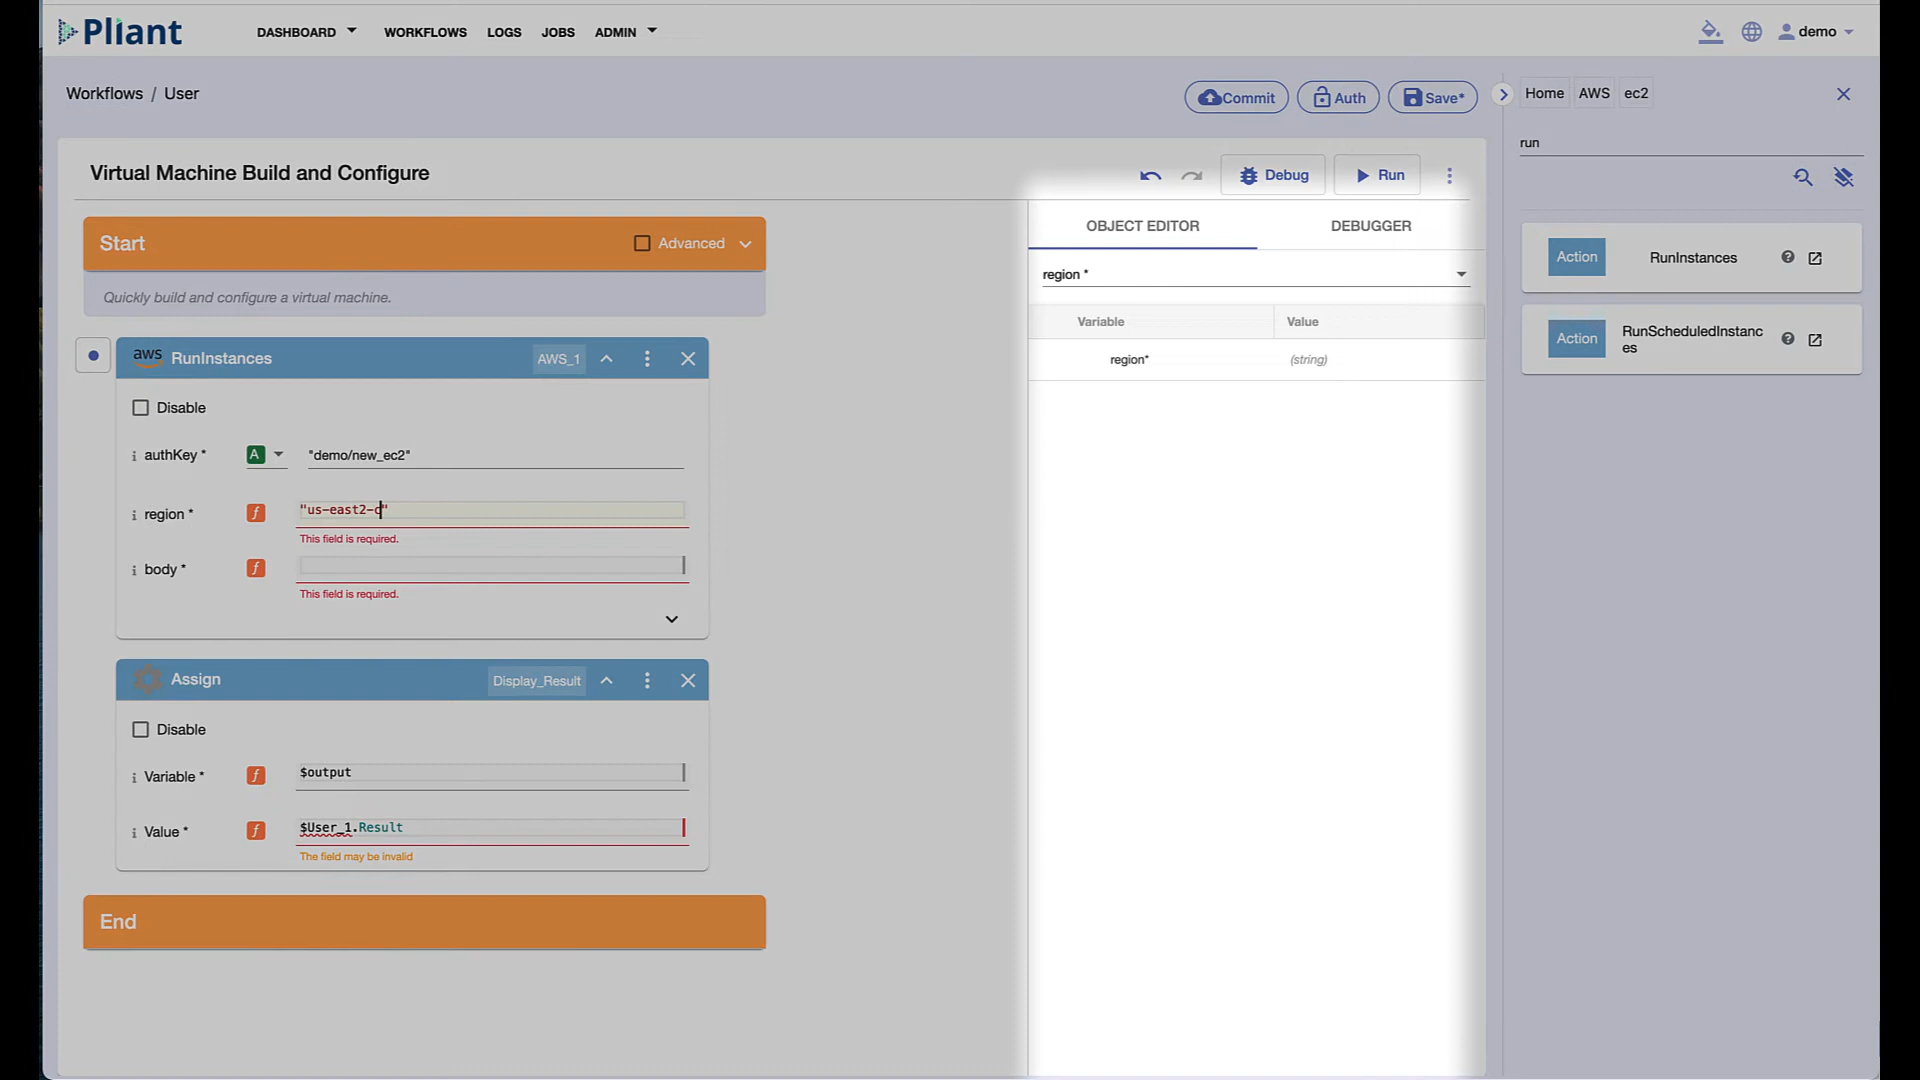 Pliant
DASHBOARD
WORKFLOWS
LOGS
JOBS
ADMIN
demo
Workflows / User
Commit
Auth
Save*
Home
AWS
ec2
run
Virtual Machine Build and Configure
Debug
Run
Start
Advanced
Quickly build and configure a virtual machine.
OBJECT EDITOR
DEBUGGER
region *
Variable
Value
region*
(string)
Action
RunInstances
Action
RunScheduledInstanc
es
aws
RunInstances
AWS_1
Disable
authKey *
A
"demo/new_ec2"
region *
f
"us-east2-c"
This field is required.
body *
f
This field is required.
Assign
Display_Result
Disable
Variable *
f
$output
Value *
f
$User_1.Result
The field may be invalid
End